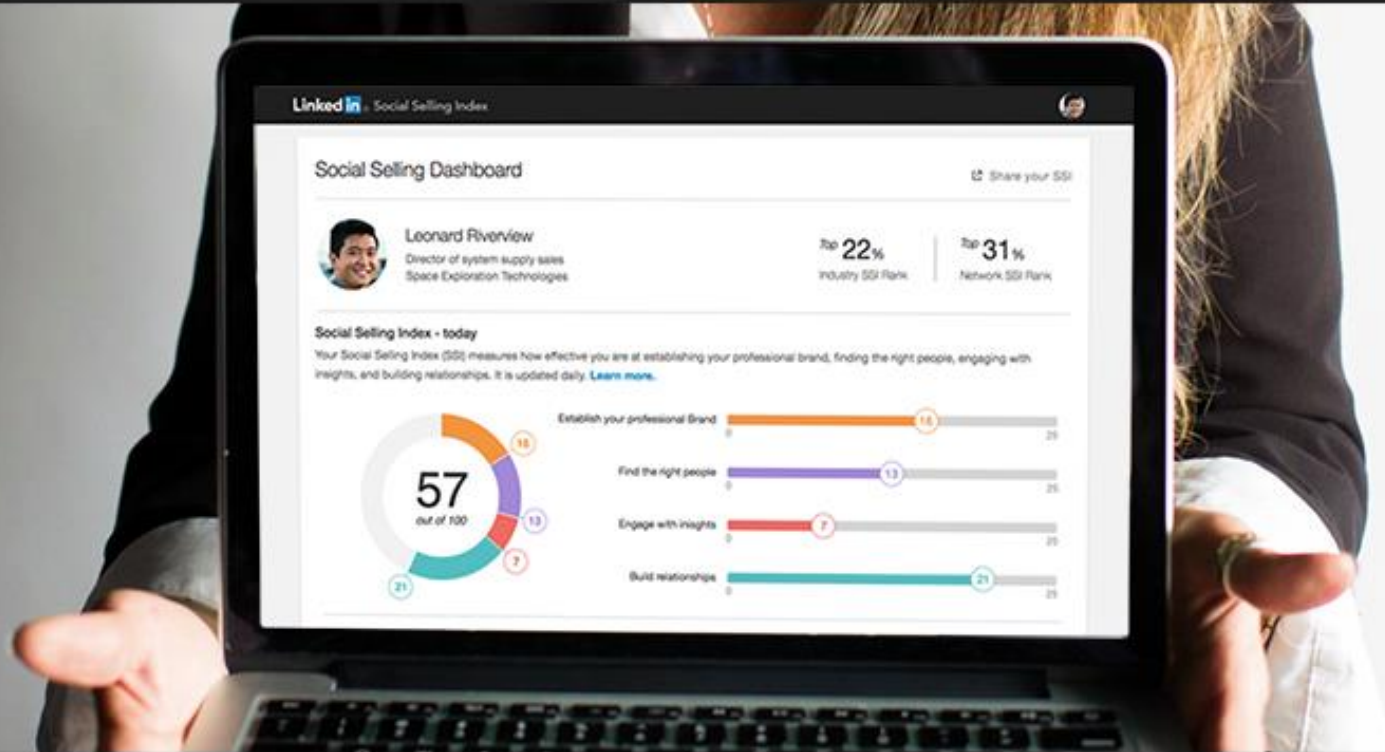 Linked in Social Selling Index
Social Selling Dashboard
Share your SSI
Leonard Riverview
Director of system supply sales
Space Exploration Technologies
Top 22%
Industry SSI Rank
Top 31%
Network SSI Rank
Social Selling Index - today
Your Social Selling Index (SSI) measures how effective you are at establishing your professional brand, finding the right people, engaging with
insights, and building relationships. It is updated daily. Learn more.
57
out of 100
16
13
7
21
Establish your professional Brand
16
0
25
Find the right people
13
0
25
Engage with inisghts
7
0
25
Build relationships
21
0
25